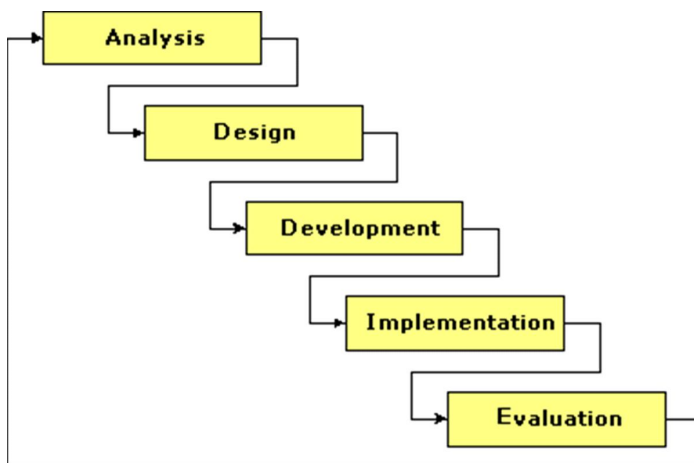 Analysis
Design
Development
Implementation
Evaluation